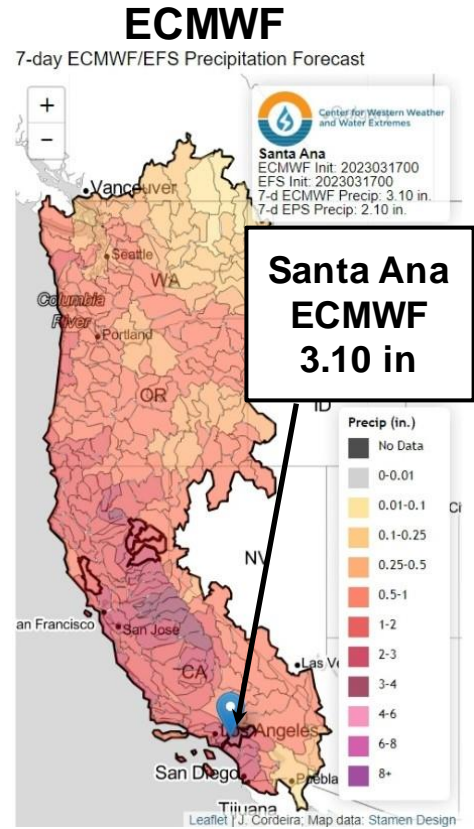 ECMWF
7-day ECMWF/EFS Precipitation Forecast
+
−
Center for Western Weather
and Water Extremes
Santa Ana
ECMWF Init: 2023031700
EFS Init: 2023031700
7-d ECMWF Precip: 3.10 in.
7-d EPS Precip: 2.10 in.
Vancouver
Seattle
WA
Columbia
River
Portland
OR
ID
Santa Ana
ECMWF
3.10 in
Precip (in.)
No Data
0-0.01
0.01-0.1
0.1-0.25
0.25-0.5
0.5-1
1-2
2-3
3-4
4-6
6-8
8+
Ci
NV
an Francisco
San Jose
CA
Las Ve
Los Angeles
San Diego
Puebla
Tijuana
Leaflet | J. Cordeira; Map data: Stamen Design